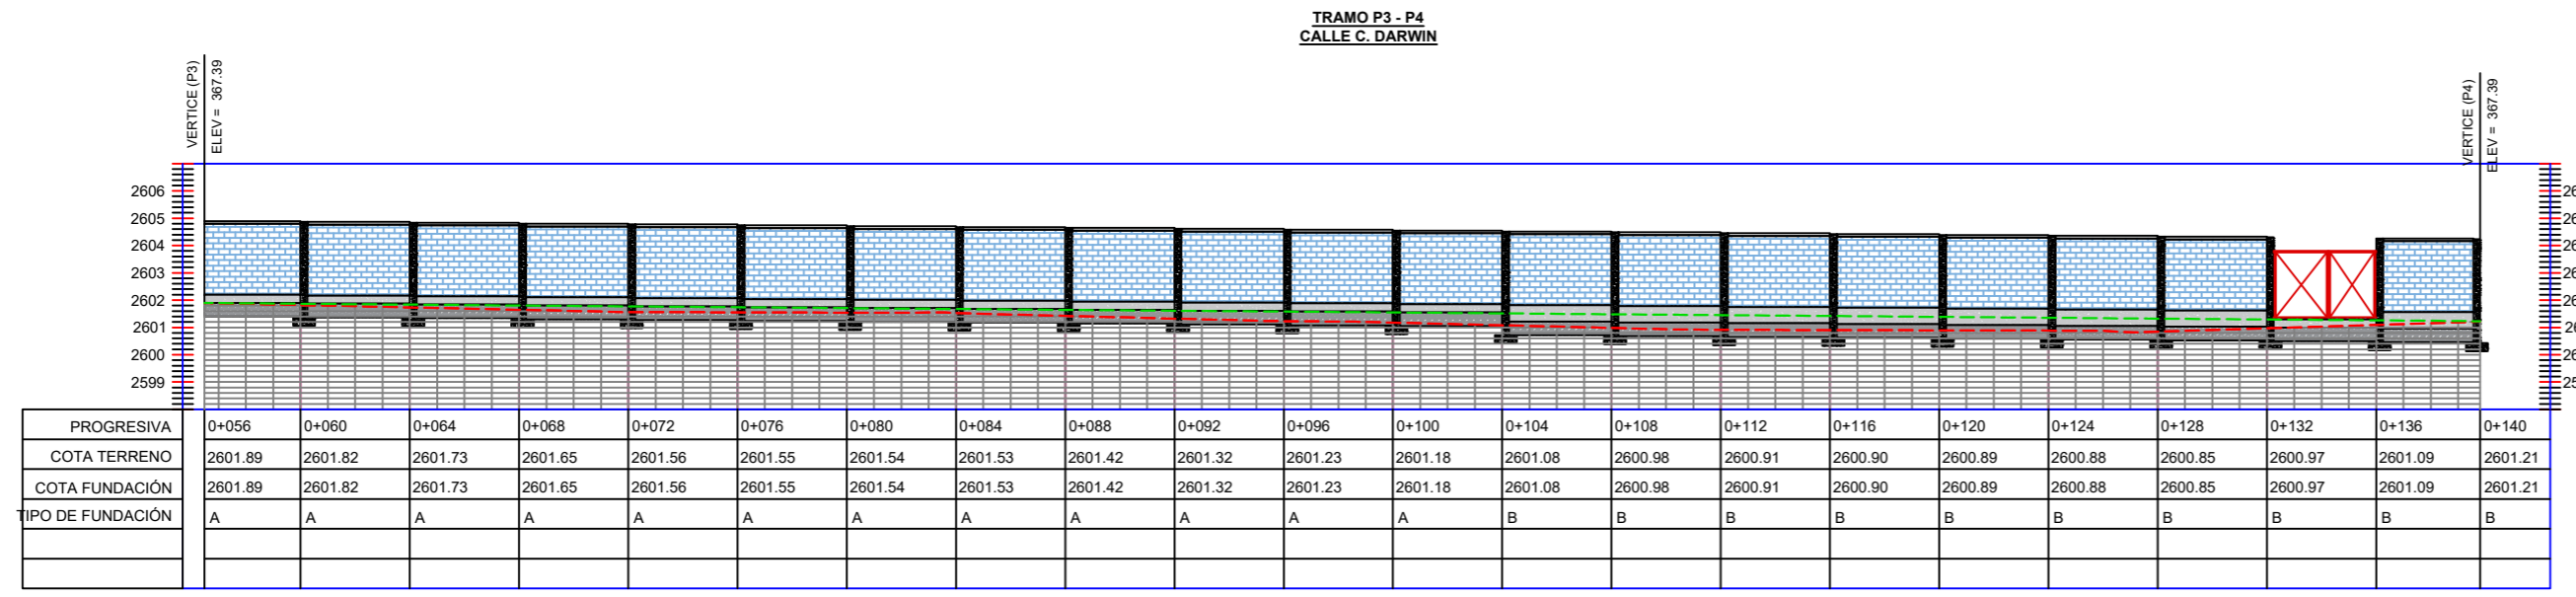 TRAMO P3 - P4
CALLE C. DARWIN
VERTICE (P3)
ELEV = 367.39
VERTICE (P4)
ELEV = 367.39
2606
2605
2604
2603
2602
2601
2600
2599
PROGRESIVA 0+056 0+060 0+064 0+068 0+072 0+076 0+080 0+084 0+088 0+092 0+096 0+100 0+104 0+108 0+112 0+116 0+120 0+124 0+128 0+132 0+136 0+140
COTA TERRENO 2601.89 2601.82 2601.73 2601.65 2601.56 2601.55 2601.54 2601.53 2601.42 2601.32 2601.23 2601.18 2601.08 2600.98 2600.91 2600.90 2600.89 2600.88 2600.85 2600.97 2601.09 2601.21
COTA FUNDACIÓN 2601.89 2601.82 2601.73 2601.65 2601.56 2601.55 2601.54 2601.53 2601.42 2601.32 2601.23 2601.18 2601.08 2600.98 2600.91 2600.90 2600.89 2600.88 2600.85 2600.97 2601.09 2601.21
TIPO DE FUNDACIÓN A A A A A A A A A A A A B B B B B B B B B B